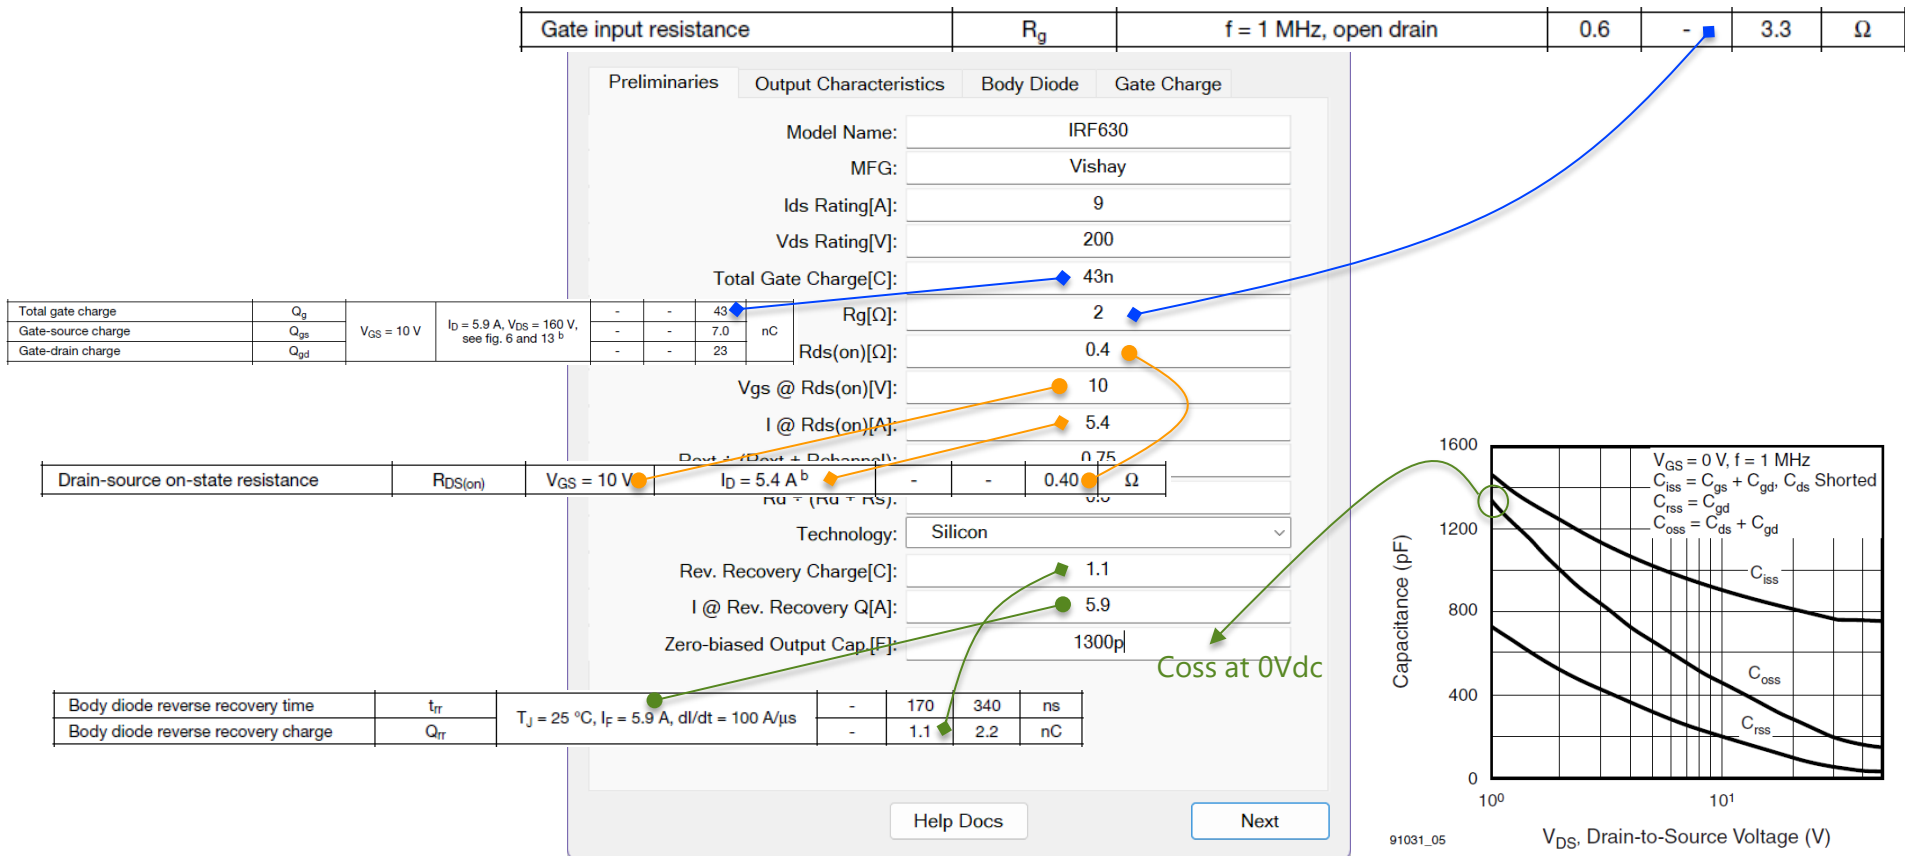 Gate input resistance Rg f = 1 MHz, open drain 0.6 - 3.3 Ω
Preliminaries Output Characteristics Body Diode Gate Charge
Model Name: IRF630
MFG: Vishay
Ids Rating[A]: 9
Vds Rating[V]: 200
Total Gate Charge[C]: 43n
Rg[Ω]: 2
Rds(on)[Ω]: 0.4
Vgs @ Rds(on)[V]: 10
I @ Rds(on)[A]: 5.4
Rext ÷ (Rext + Rchannel): 0.75
Rd ÷ (Rd + Rs): 0.5
Technology: Silicon
Rev. Recovery Charge[C]: 1.1
I @ Rev. Recovery Q[A]: 5.9
Zero-biased Output Cap.[F]: 1300p
Help Docs Next
Total gate charge Qg - - 43
Gate-source charge Qgs VGS = 10 V ID = 5.9 A, VDS = 160 V, see fig. 6 and 13 b - - 7.0 nC
Gate-drain charge Qgd - - 23
Drain-source on-state resistance RDS(on) VGS = 10 V ID = 5.4 A b - - 0.40 Ω
Body diode reverse recovery time trr TJ = 25 °C, IF = 5.9 A, dI/dt = 100 A/μs - 170 340 ns
Body diode reverse recovery charge Qrr - 1.1 2.2 nC
Coss at 0Vdc
VGS = 0 V, f = 1 MHz
Ciss = Cgs + Cgd, Cds Shorted
Crss = Cgd
Coss = Cds + Cgd
1600
1200
800
400
0
Capacitance (pF)
Ciss
Coss
Crss
10⁰ 10¹
VDS, Drain-to-Source Voltage (V)
91031_05